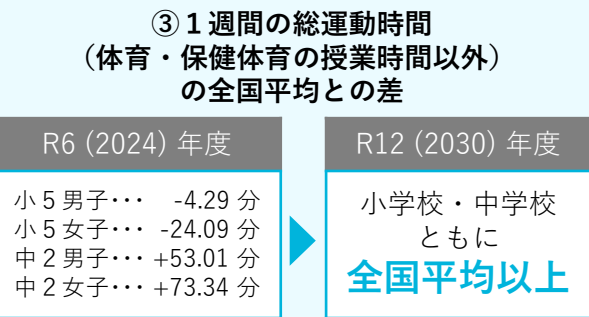 ③１週間の総運動時間
（体育・保健体育の授業時間以外）
の全国平均との差
R6 (2024) 年度
小５男子･･･ -4.29 分
小５女子･･･ -24.09 分
中２男子･･･ +53.01 分
中２女子･･･ +73.34 分
R12 (2030) 年度
小学校・中学校
ともに
全国平均以上